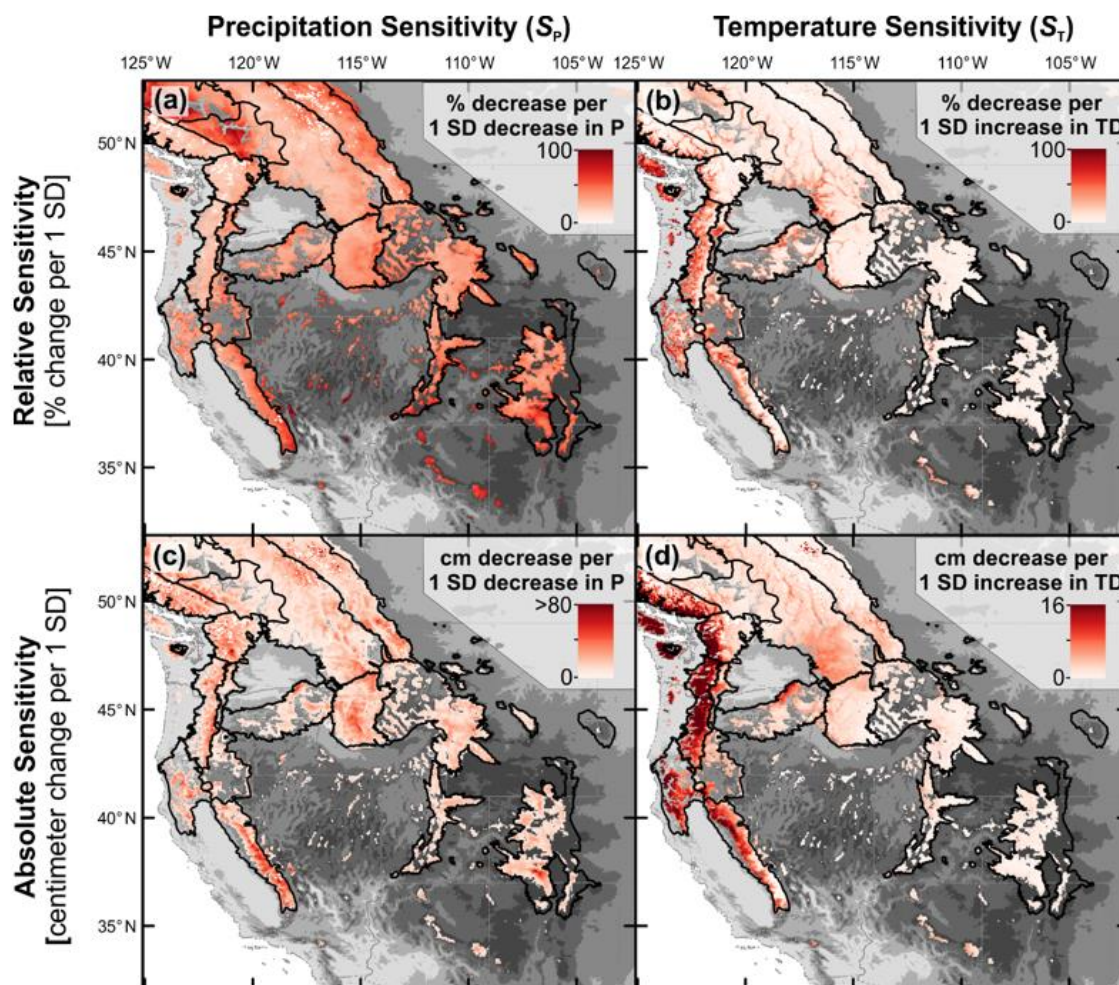 Precipitation Sensitivity (Sₚ)
Temperature Sensitivity (S_T)
125°W 120°W 115°W 110°W 105°W 120°W 115°W 110°W 105°W
(a)
% decrease per
1 SD decrease in P
100
0
(b)
% decrease per
1 SD increase in TD
100
0
Relative Sensitivity
[% change per 1 SD]
50°N
45°N
40°N
35°N
(c)
cm decrease per
1 SD decrease in P
>80
0
(d)
cm decrease per
1 SD increase in TD
16
0
Absolute Sensitivity
[centimeter change per 1 SD]
50°N
45°N
40°N
35°N